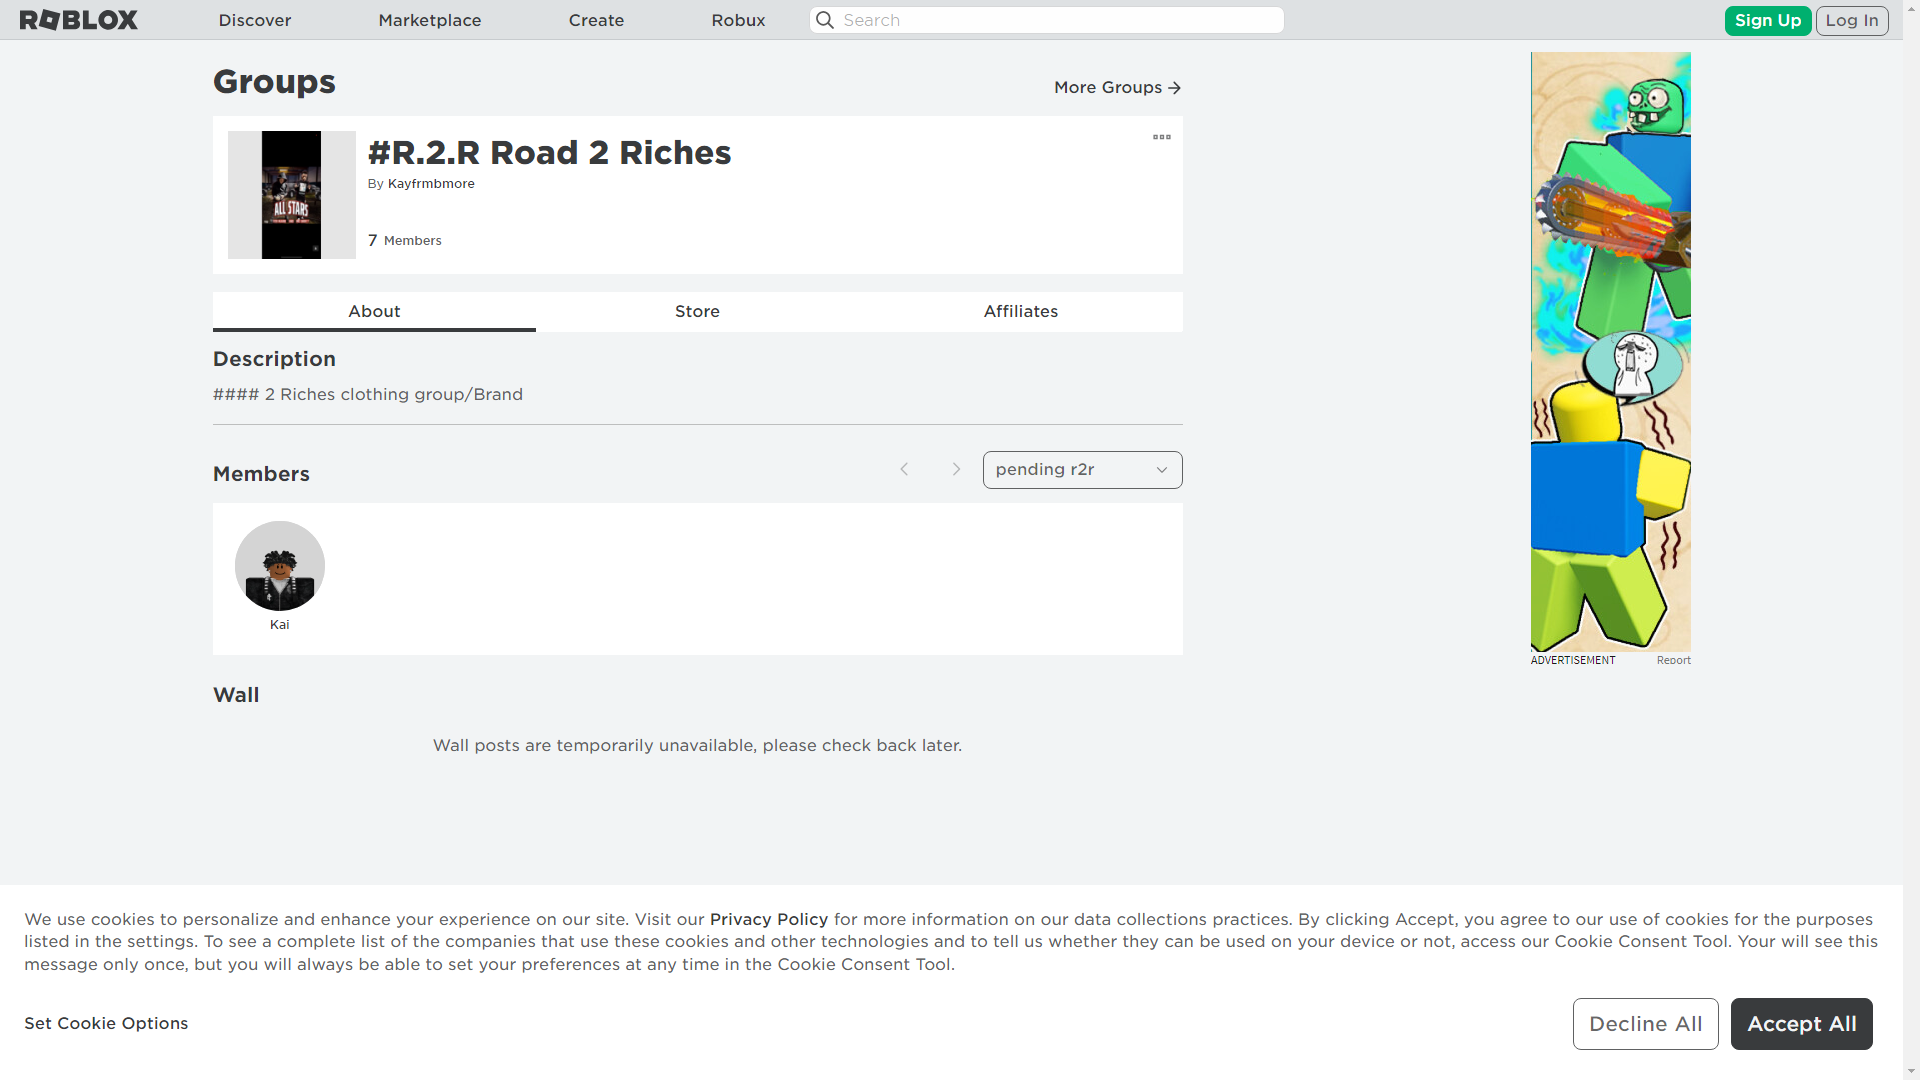 ROBLOX
Discover
Marketplace
Create
Robux
Search
Sign Up
Log In
Groups
More Groups
#R.2.R Road 2 Riches
By Kayfrmbmore
7 Members
ALL STARS
About
Store
Affiliates
Description
#### 2 Riches clothing group/Brand
Members
pending r2r
Kai
Wall
Wall posts are temporarily unavailable, please check back later.
ADVERTISEMENT
Report
We use cookies to personalize and enhance your experience on our site. Visit our Privacy Policy for more information on our data collections practices. By clicking Accept, you agree to our use of cookies for the purposes
listed in the settings. To see a complete list of the companies that use these cookies and other technologies and to tell us whether they can be used on your device or not, access our Cookie Consent Tool. Your will see this
message only once, but you will always be able to set your preferences at any time in the Cookie Consent Tool.
Set Cookie Options
Decline All
Accept All